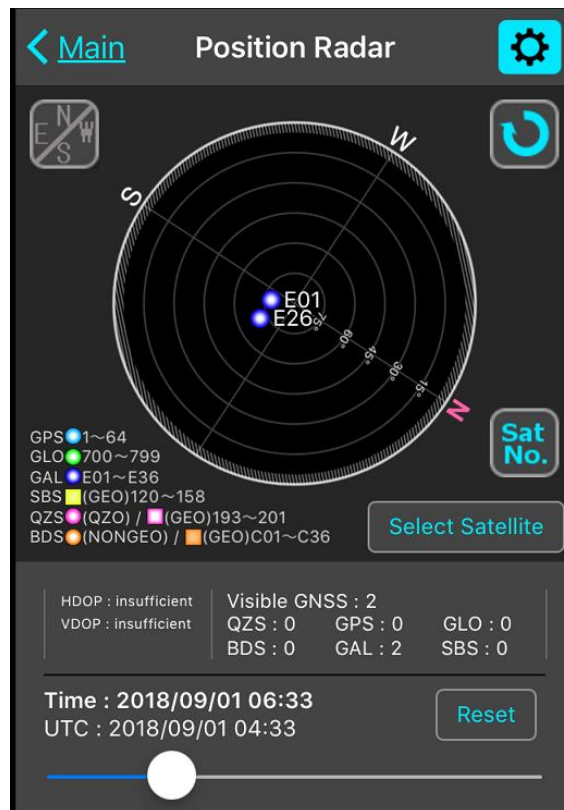 Main
Position Radar
N
E W
S
W
S
E01
E26
75°
60°
45°
30°
15°
N
GPS 1~64
GLO 700~799
GAL E01~E36
SBS (GEO)120~158
QZS (QZO) / (GEO)193~201
BDS (NONGEO) / (GEO)C01~C36
Sat
No.
Select Satellite
HDOP : insufficient
VDOP : insufficient
Visible GNSS : 2
QZS : 0 GPS : 0 GLO : 0
BDS : 0 GAL : 2 SBS : 0
Time : 2018/09/01 06:33
UTC : 2018/09/01 04:33
Reset